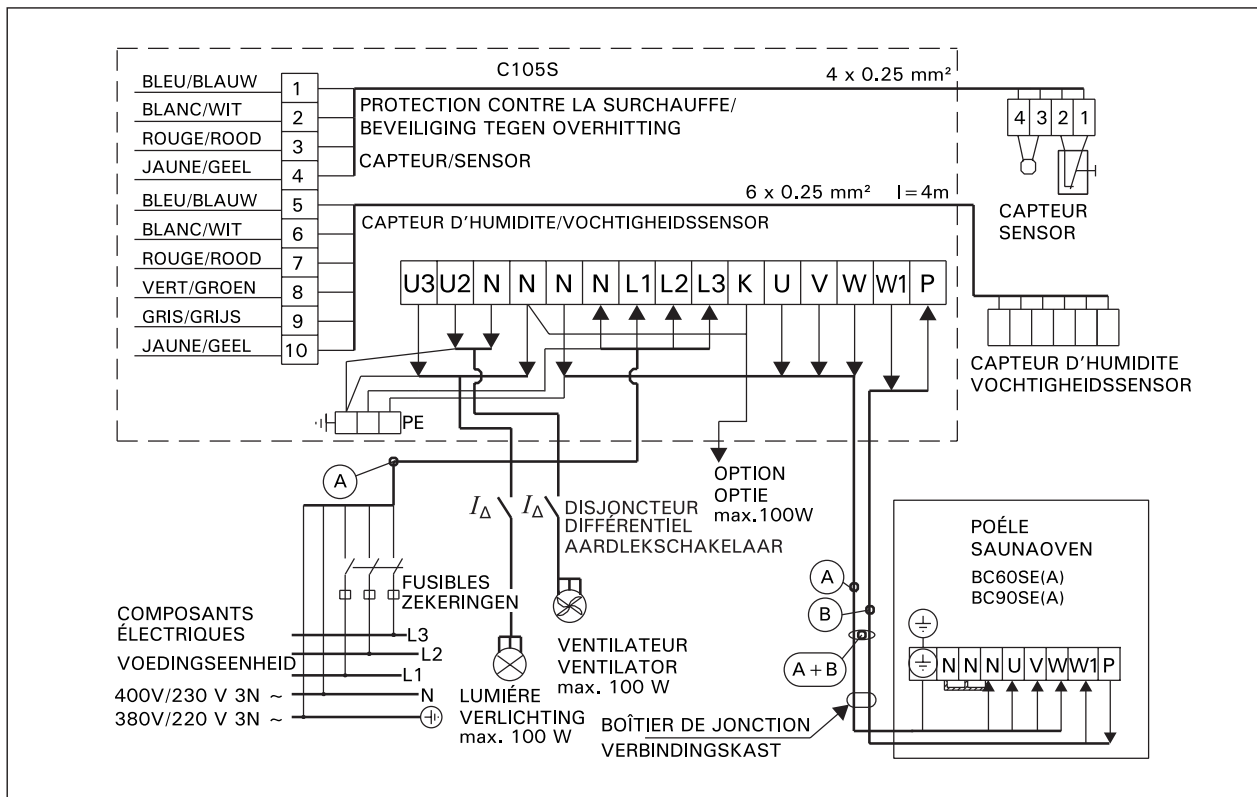 C105S
4 x 0.25 mm²
BLEU/BLAUW 1
BLANC/WIT 2
ROUGE/ROOD 3
JAUNE/GEEL 4
BLEU/BLAUW 5
BLANC/WIT 6
ROUGE/ROOD 7
VERT/GROEN 8
GRIS/GRIJS 9
JAUNE/GEEL 10
PROTECTION CONTRE LA SURCHAUFFE/
BEVEILIGING TEGEN OVERHITTING
CAPTEUR/SENSOR
4 3 2 1
CAPTEUR
SENSOR
6 x 0.25 mm² l=4m
CAPTEUR D'HUMIDITE/VOCHTIGHEIDSSENSOR
U3 U2 N N N N L1 L2 L3 K U V W W1 P
CAPTEUR D'HUMIDITE
VOCHTIGHEIDSSENSOR
PE
A
OPTION
OPTIE
max.100W
I∆
I∆
DISJONCTEUR
DIFFÉRENTIEL
AARDLEKSCHAKELAAR
FUSIBLES
ZEKERINGEN
COMPOSANTS
ÉLECTRIQUES
VOEDINGSEENHEID
400V/230 V 3N ~
380V/220 V 3N ~
L3
L2
L1
N
LUMIÉRE
VERLICHTING
max. 100 W
VENTILATEUR
VENTILATOR
max. 100 W
A
B
A+B
BOÎTIER DE JONCTION
VERBINDINGSKAST
POÉLE
SAUNAOVEN
BC60SE(A)
BC90SE(A)
N N N U V W W1 P